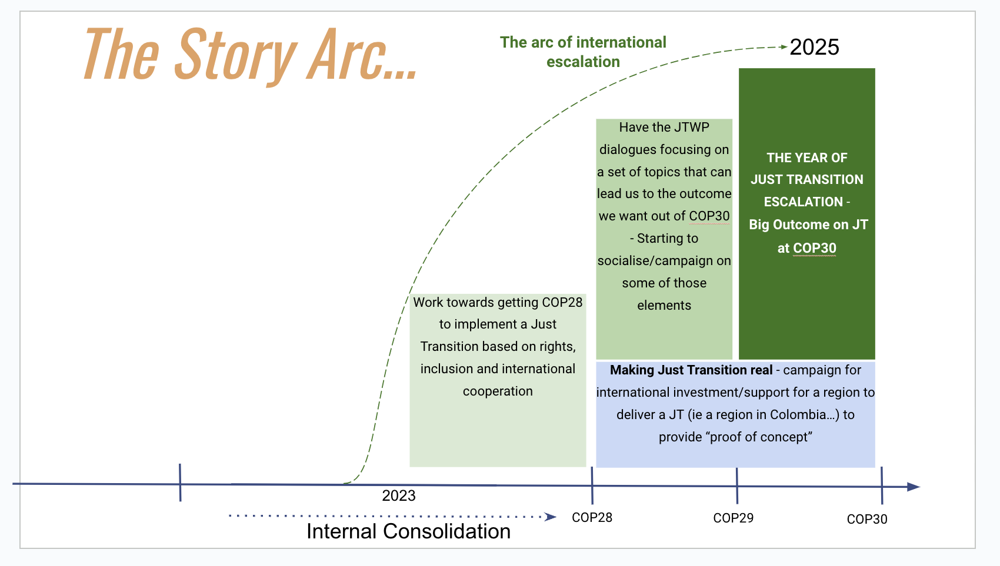 The Story Arc...
The arc of international
escalation
2025
Have the JTWP
dialogues focusing on
a set of topics that can
lead us to the outcome
we want out of COP30
- Starting to
socialise/campaign on
some of those
elements
THE YEAR OF
JUST TRANSITION
ESCALATION -
Big Outcome on JT
at COP30
Work towards getting COP28
to implement a Just
Transition based on rights,
inclusion and international
cooperation
Making Just Transition real - campaign for
international investment/support for a region to
deliver a JT (ie a region in Colombia…) to
provide “proof of concept”
2023
Internal Consolidation
COP28
COP29
COP30